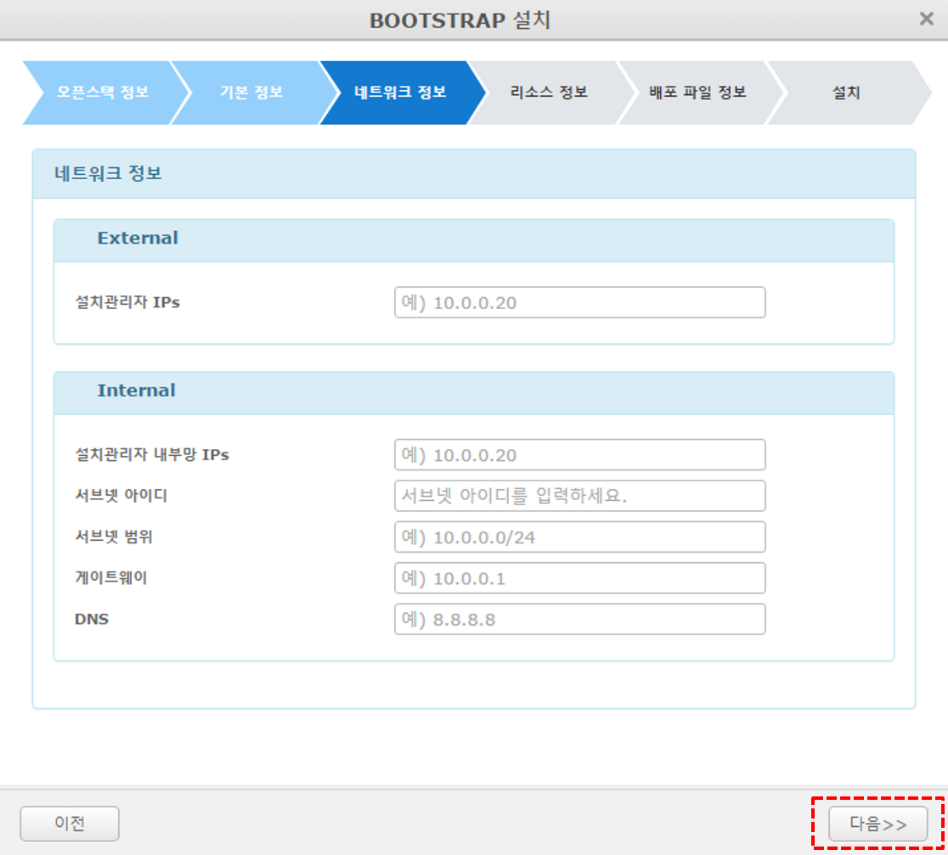 BOOTSTRAP 설치 ×
오픈스택 정보 기본 정보 네트워크 정보 리소스 정보 배포 파일 정보 설치
네트워크 정보
External
설치관리자 IPs 예) 10.0.0.20
Internal
설치관리자 내부망 IPs 예) 10.0.0.20
서브넷 아이디 서브넷 아이디를 입력하세요.
서브넷 범위 예) 10.0.0.0/24
게이트웨이 예) 10.0.0.1
DNS 예) 8.8.8.8
이전 다음>>